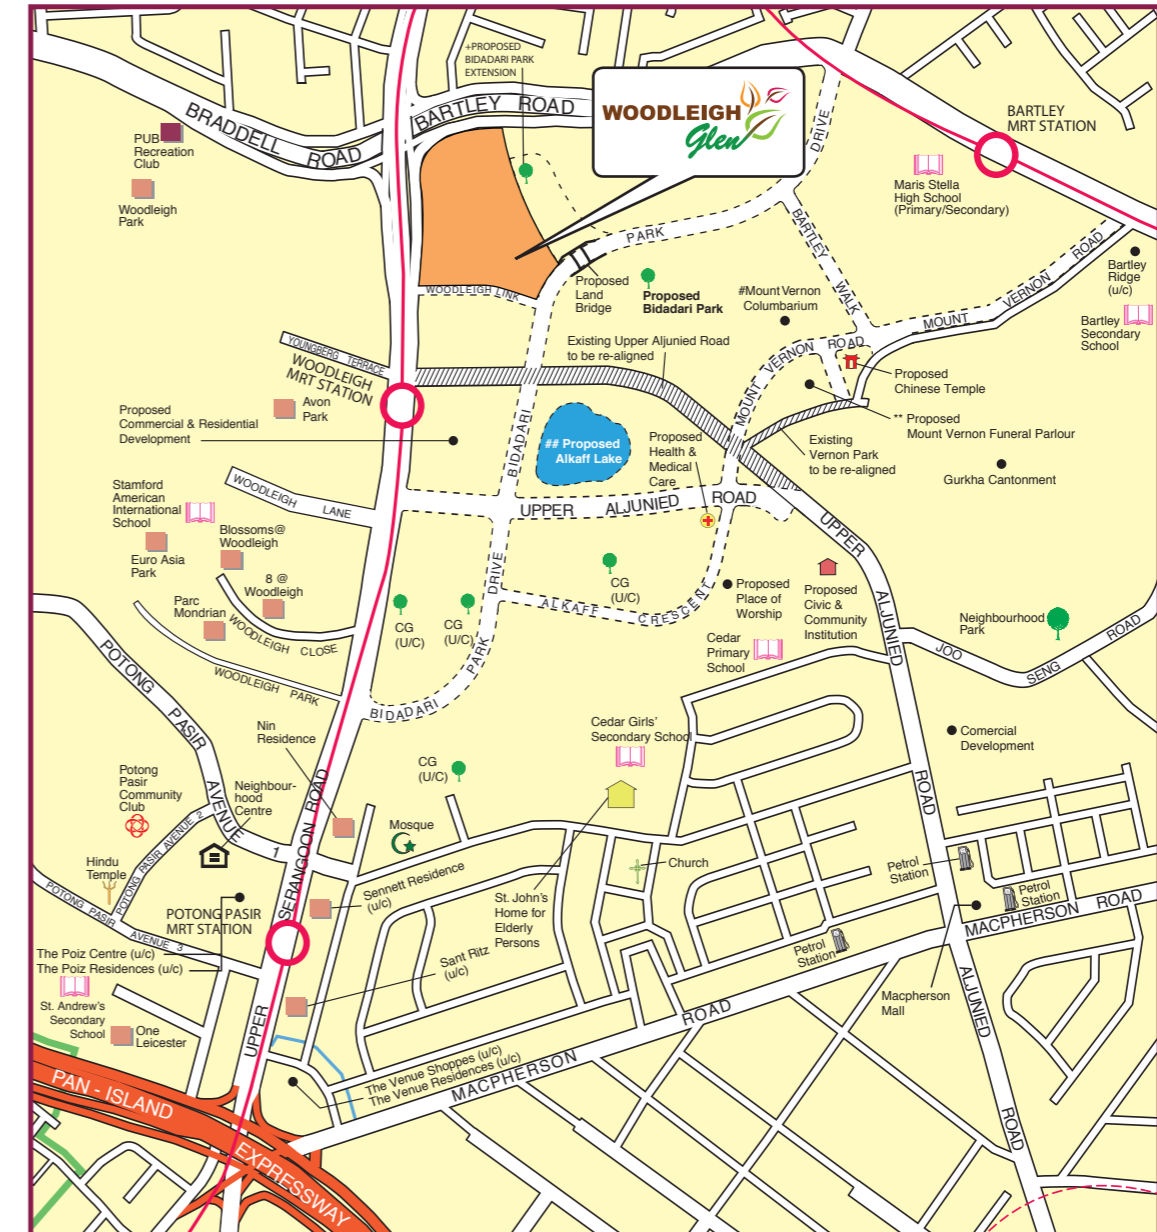 +PROPOSED
BIDADARI PARK
EXTENSION
WOODLEIGH
Glen
BRADDELL ROAD
BARTLEY ROAD
PUB
Recreation
Club
Woodleigh
Park
BARTLEY
MRT STATION
Maris Stella
High School
(Primary/Secondary)
PARK
DRIVE
BARTLEY
WALK
Bartley
Ridge
(u/c)
Bartley
Secondary
School
MOUNT VERNON ROAD
WOODLEIGH LINK
Proposed
Land
Bridge
Proposed
Bidadari Park
#Mount Vernon
Columbarium
Existing Upper Aljunied Road
to be re-aligned
MOUNT VERNON ROAD
Proposed
Chinese Temple
** Proposed
Mount Vernon Funeral Parlour
Existing
Vernon Park
to be re-aligned
Gurkha Cantonment
YOUNGBERG TERRACE
WOODLEIGH
MRT STATION
Avon
Park
Proposed
Commercial & Residential
Development
BIDADARI
## Proposed
Alkaff Lake
Proposed
Health &
Medical
Care
WOODLEIGH LANE
Stamford
American
International
School
Euro Asia
Park
Blossoms@
Woodleigh
8 @
Woodleigh
Parc
Mondrian
WOODLEIGH CLOSE
WOODLEIGH PARK
UPPER ALJUNIED ROAD
UPPER
ALJUNIED
ROAD
ALJUNIED
ROAD
DRIVE
PARK
BIDADARI
CG
(U/C)
CG
(U/C)
CG
(U/C)
ALKAFF CRESCENT
Proposed
Place of
Worship
Proposed
Civic &
Community
Institution
Cedar
Primary
School
Neighbourhood
Park
JOO SENG ROAD
Comercial
Development
POTONG PASIR AVENUE 1
Nin
Residence
Cedar Girls'
Secondary School
CG
(U/C)
Potong
Pasir
Community
Club
Neighbour-
hood
Centre
POTONG PASIR AVENUE 2
Hindu
Temple
POTONG PASIR AVENUE 3
Mosque
Sennett Residence
(u/c)
St. John's
Home for
Elderly
Persons
Church
Petrol
Station
Petrol
Station
Petrol
Station
MACPHERSON ROAD
Macpherson
Mall
POTONG PASIR
MRT STATION
The Poiz Centre (u/c)
The Poiz Residences (u/c)
St. Andrew's
Secondary
School
One
Leicester
UPPER SERANGOON ROAD
Sant Ritz
(u/c)
The Venue Shoppes (u/c)
The Venue Residences (u/c)
MACPHERSON ROAD
PAN - ISLAND EXPRESSWAY